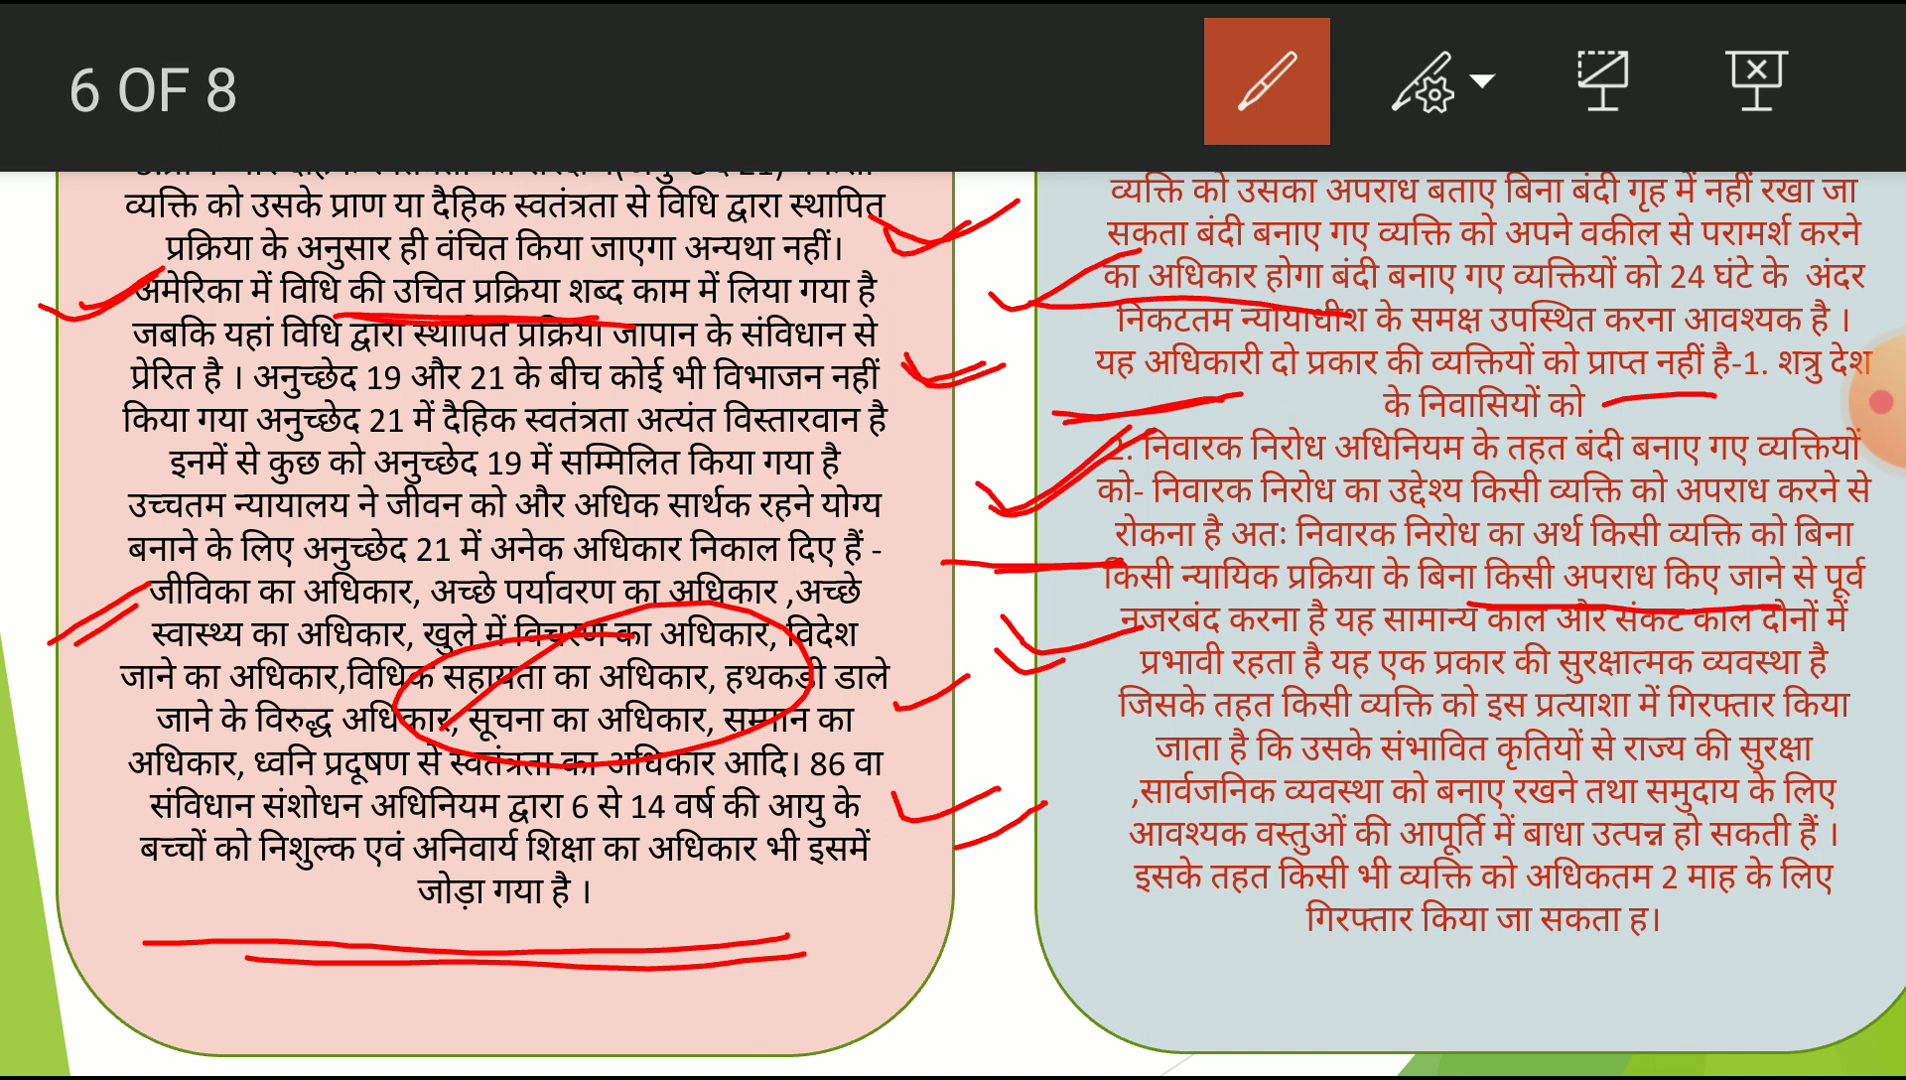 6 OF 8
व्यक्ति को उसके प्राण या दैहिक स्वतंत्रता से विधि द्वारा स्थापित
प्रक्रिया के अनुसार ही वंचित किया जाएगा अन्यथा नहीं।
अमेरिका में विधि की उचित प्रक्रिया शब्द काम में लिया गया है
जबकि यहां विधि द्वारा स्थापित प्रक्रिया जापान के संविधान से
प्रेरित है । अनुच्छेद 19 और 21 के बीच कोई भी विभाजन नहीं
किया गया अनुच्छेद 21 में दैहिक स्वतंत्रता अत्यंत विस्तारवान है
इनमें से कुछ को अनुच्छेद 19 में सम्मिलित किया गया है
उच्चतम न्यायालय ने जीवन को और अधिक सार्थक रहने योग्य
बनाने के लिए अनुच्छेद 21 में अनेक अधिकार निकाल दिए हैं -
जीविका का अधिकार, अच्छे पर्यावरण का अधिकार ,अच्छे
स्वास्थ्य का अधिकार, खुले में विचरण का अधिकार, विदेश
जाने का अधिकार,विधिक सहायता का अधिकार, हथकड़ी डाले
जाने के विरुद्ध अधिकार, सूचना का अधिकार, सम्मान का
अधिकार, ध्वनि प्रदूषण से स्वतंत्रता का अधिकार आदि। 86 वा
संविधान संशोधन अधिनियम द्वारा 6 से 14 वर्ष की आयु के
बच्चों को निशुल्क एवं अनिवार्य शिक्षा का अधिकार भी इसमें
जोड़ा गया है ।
व्यक्ति को उसका अपराध बताए बिना बंदी गृह में नहीं रखा जा
सकता बंदी बनाए गए व्यक्ति को अपने वकील से परामर्श करने
का अधिकार होगा बंदी बनाए गए व्यक्तियों को 24 घंटे के अंदर
निकटतम न्यायाधीश के समक्ष उपस्थित करना आवश्यक है ।
यह अधिकारी दो प्रकार की व्यक्तियों को प्राप्त नहीं है-1. शत्रु देश
के निवासियों को
2. निवारक निरोध अधिनियम के तहत बंदी बनाए गए व्यक्तियों
को- निवारक निरोध का उद्देश्य किसी व्यक्ति को अपराध करने से
रोकना है अतः निवारक निरोध का अर्थ किसी व्यक्ति को बिना
किसी न्यायिक प्रक्रिया के बिना किसी अपराध किए जाने से पूर्व
नजरबंद करना है यह सामान्य काल और संकट काल दोनों में
प्रभावी रहता है यह एक प्रकार की सुरक्षात्मक व्यवस्था है
जिसके तहत किसी व्यक्ति को इस प्रत्याशा में गिरफ्तार किया
जाता है कि उसके संभावित कृतियों से राज्य की सुरक्षा
,सार्वजनिक व्यवस्था को बनाए रखने तथा समुदाय के लिए
आवश्यक वस्तुओं की आपूर्ति में बाधा उत्पन्न हो सकती हैं ।
इसके तहत किसी भी व्यक्ति को अधिकतम 2 माह के लिए
गिरफ्तार किया जा सकता ह।